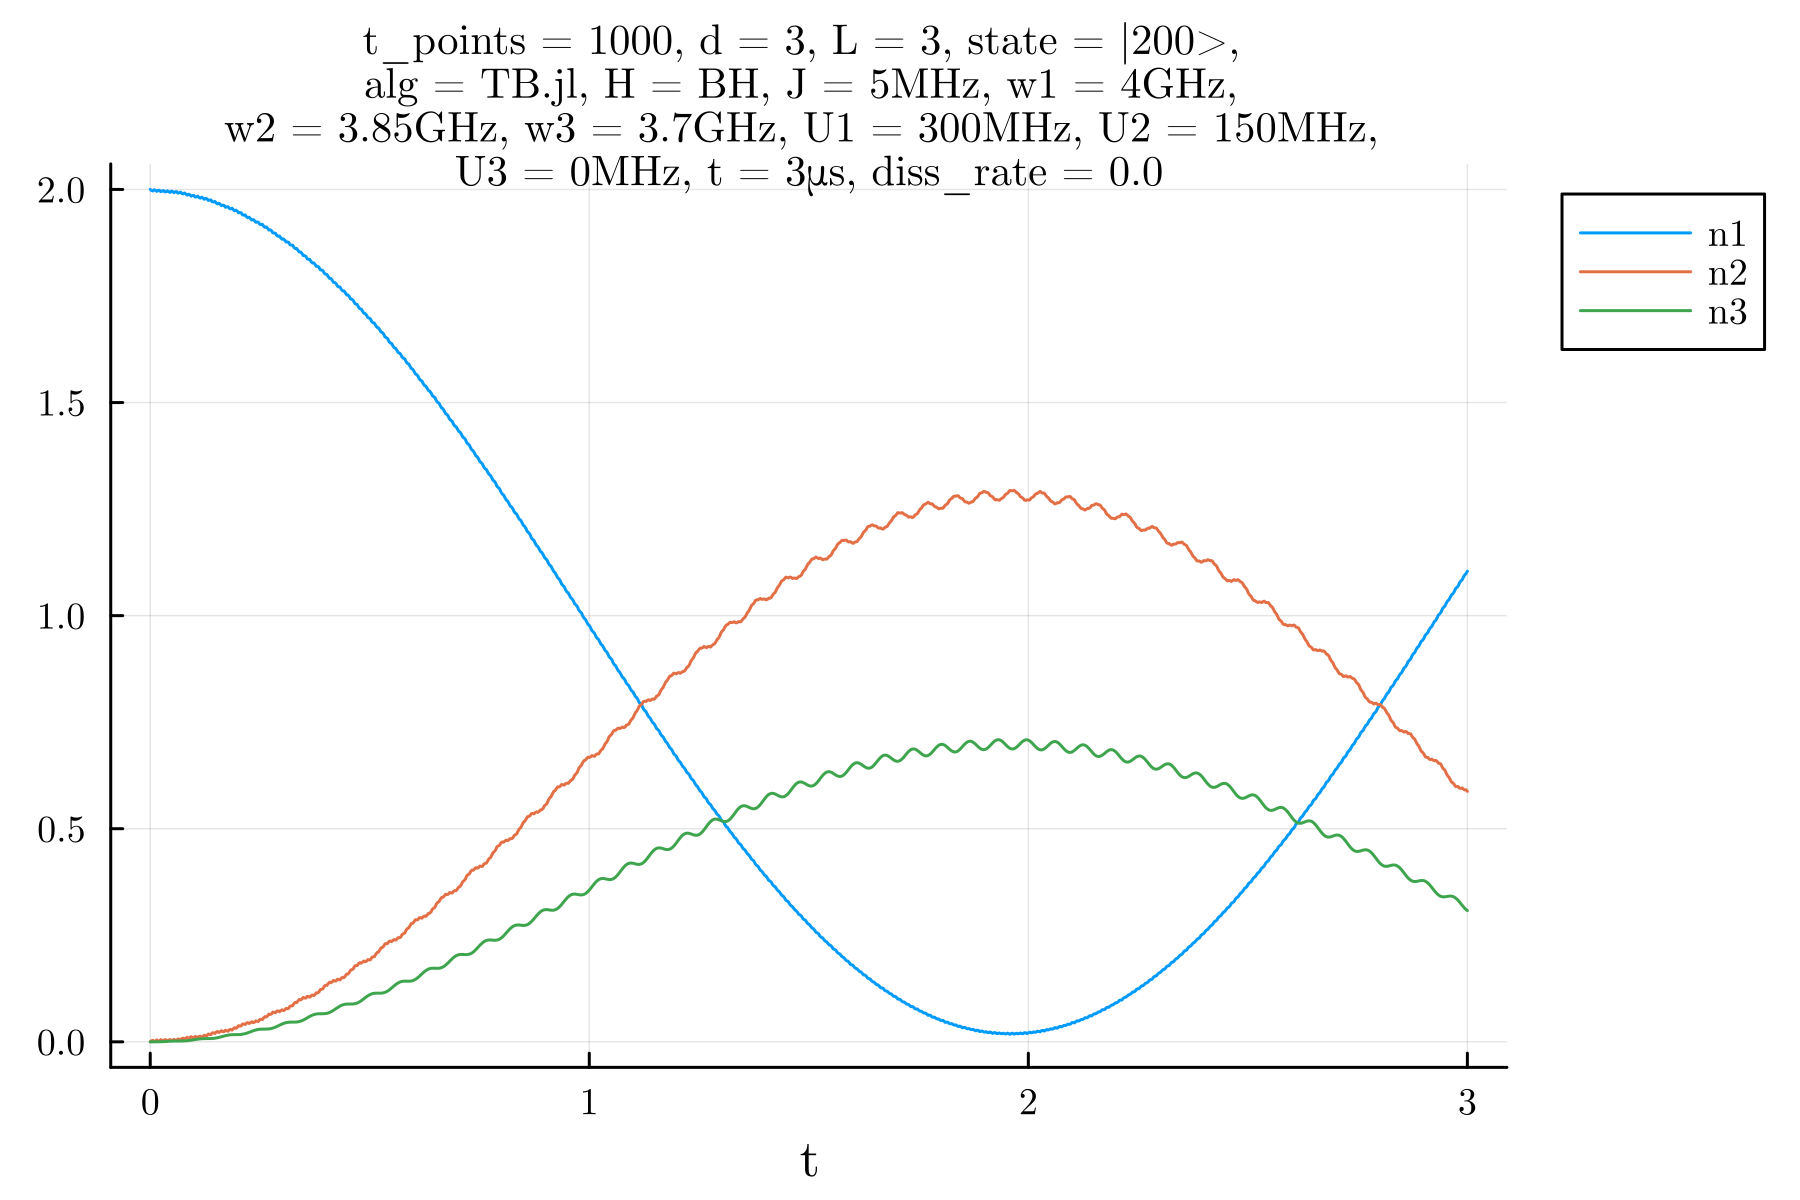 t_points = 1000, d = 3, L = 3, state = |200>,
alg = TB.jl, H = BH, J = 5MHz, w1 = 4GHz,
w2 = 3.85GHz, w3 = 3.7GHz, U1 = 300MHz, U2 = 150MHz,
U3 = 0MHz, t = 3μs, diss_rate = 0.0
2.0
1.5
1.0
0.5
0.0
0
1
2
3
t
n1
n2
n3